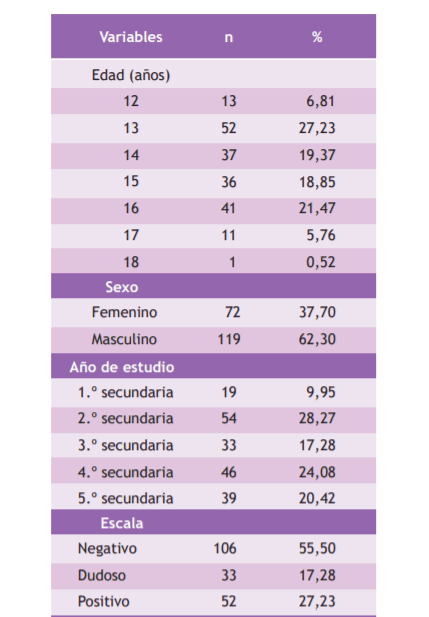 Variables n %
Edad (años)
12 13 6,81
13 52 27,23
14 37 19,37
15 36 18,85
16 41 21,47
17 11 5,76
18 1 0,52
Sexo
Femenino 72 37,70
Masculino 119 62,30
Año de estudio
1.º secundaria 19 9,95
2.º secundaria 54 28,27
3.º secundaria 33 17,28
4.º secundaria 46 24,08
5.º secundaria 39 20,42
Escala
Negativo 106 55,50
Dudoso 33 17,28
Positivo 52 27,23